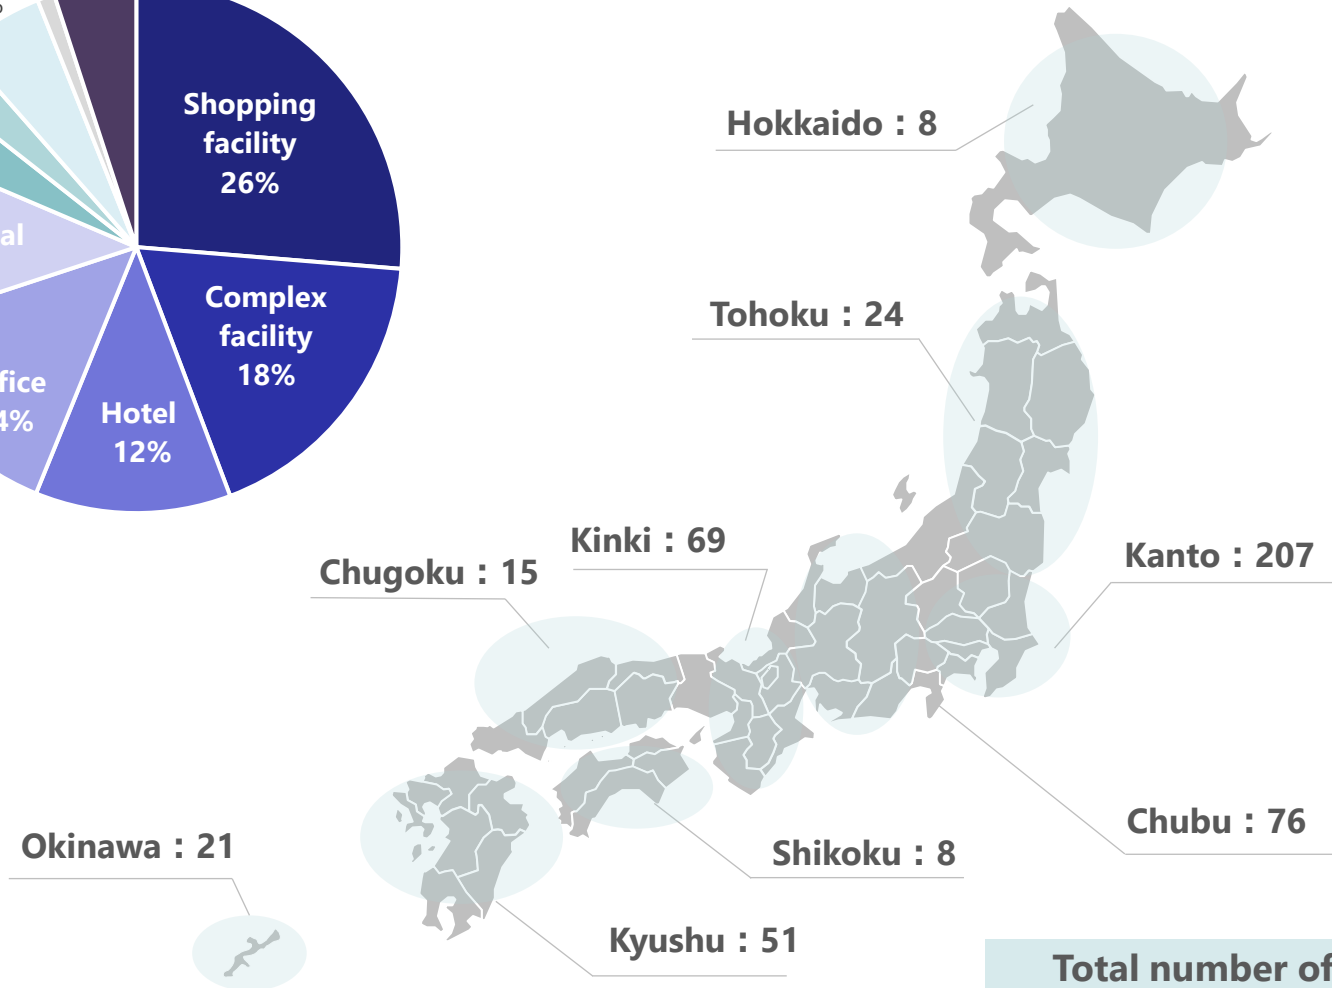 Shopping
facility
26%
Complex
facility
18%
Hotel
12%
Hokkaido：8
Tohoku：24
Kinki：69
Chugoku：15
Kanto：207
Chubu：76
Shikoku：8
Okinawa：21
Kyushu：51
Total number of